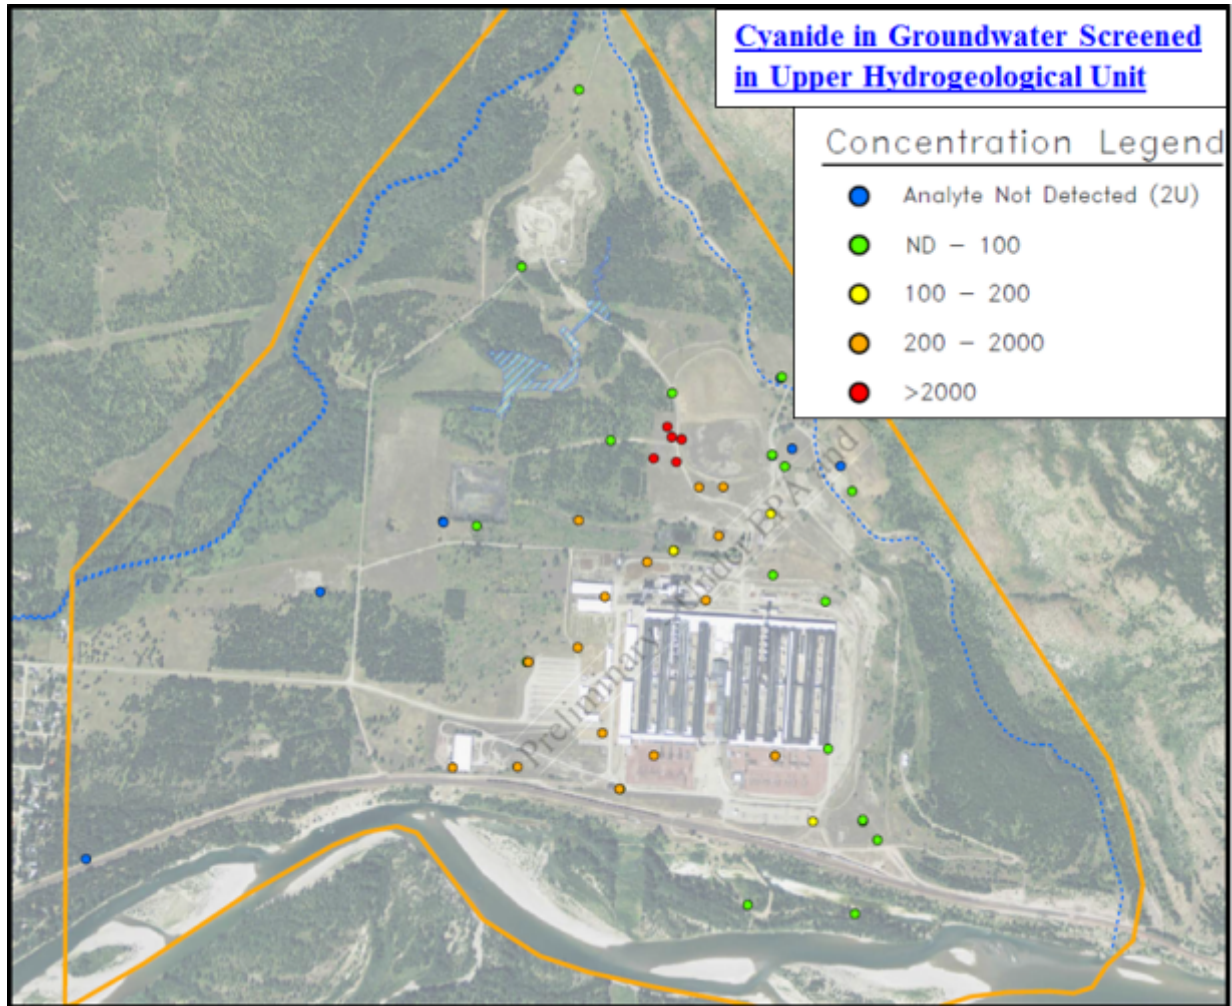 Cyanide in Groundwater Screened
in Upper Hydrogeological Unit
Concentration Legend
Analyte Not Detected (2U)
ND – 100
100 – 200
200 – 2000
>2000
Preliminary